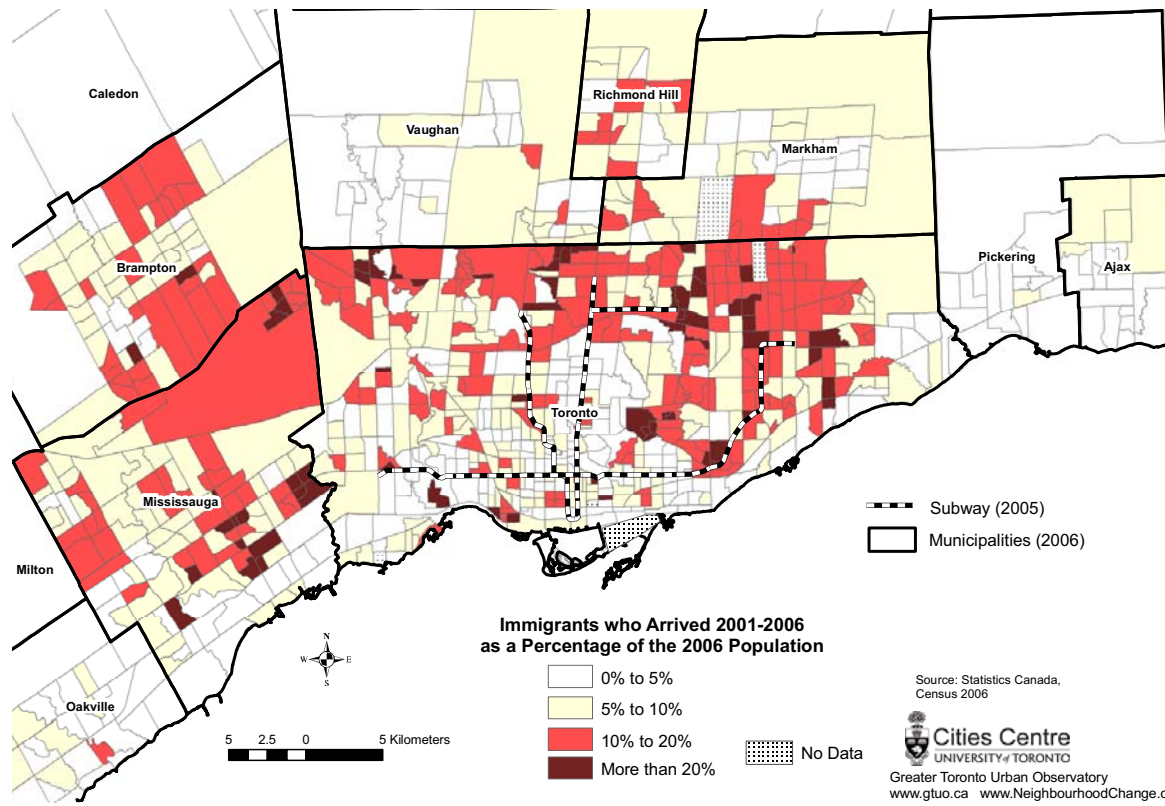 Caledon
Vaughan
Richmond Hill
Markham
Brampton
Pickering
Ajax
Toronto
Mississauga
Milton
Oakville
Subway (2005)
Municipalities (2006)
N
W E
S
Immigrants who Arrived 2001-2006
as a Percentage of the 2006 Population
0% to 5%
5% to 10%
10% to 20%
More than 20%
No Data
5 2.5 0 5 Kilometers
Source: Statistics Canada,
Census 2006
Cities Centre
UNIVERSITY of TORONTO
Greater Toronto Urban Observatory
www.gtuo.ca www.NeighbourhoodChange.c